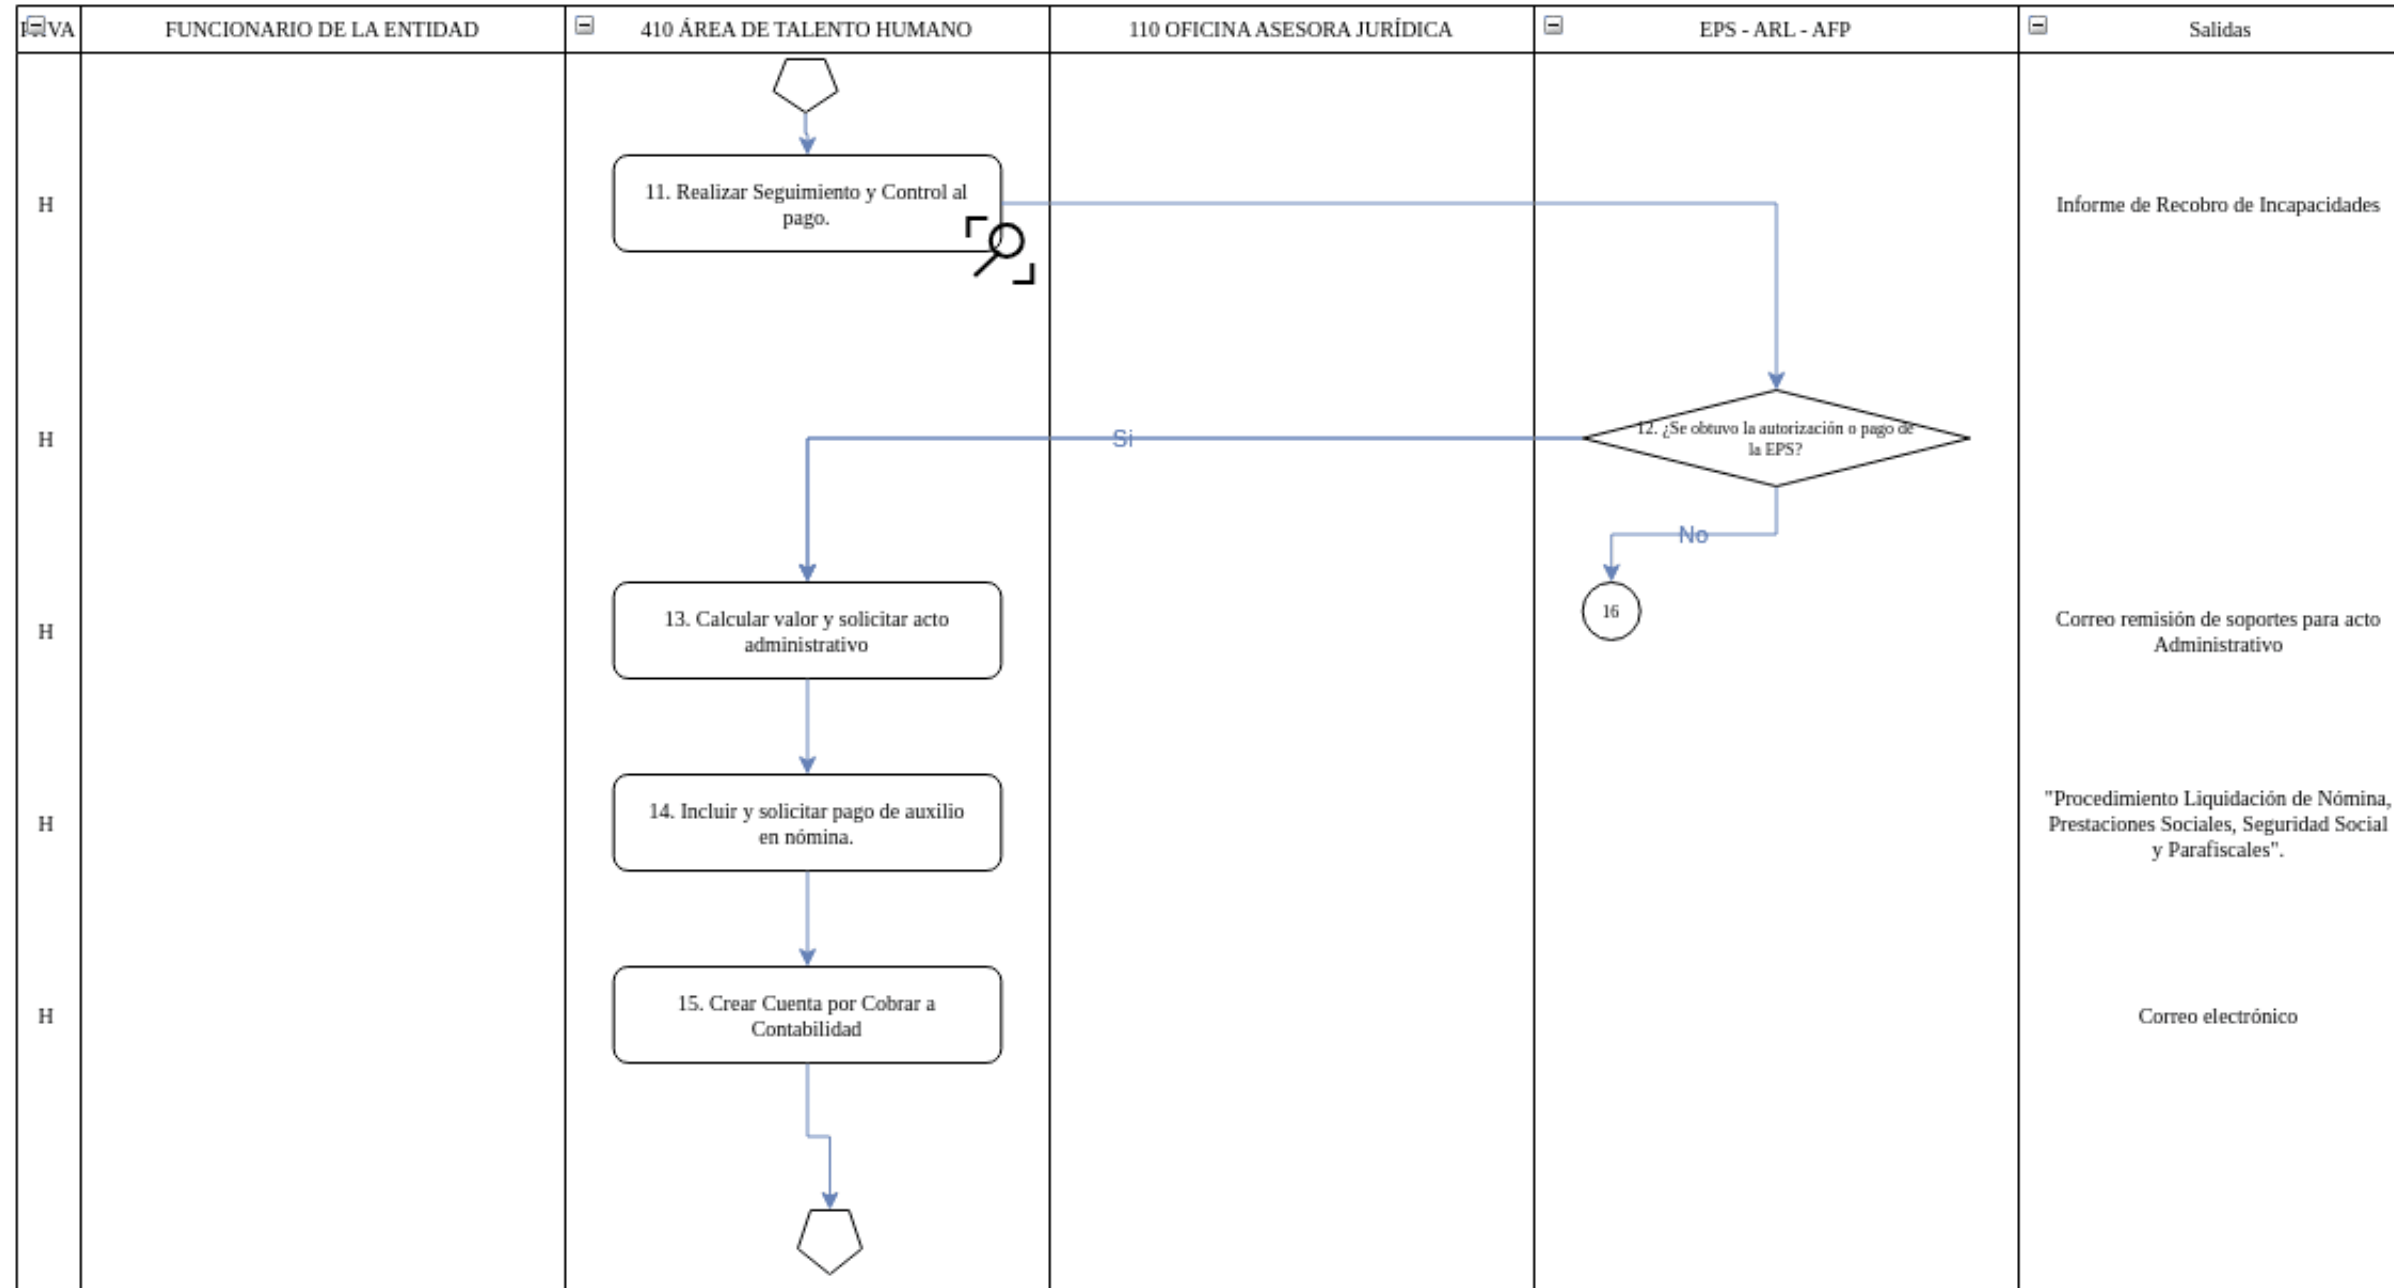 FUNCIONARIO DE LA ENTIDAD
410 ÁREA DE TALENTO HUMANO
110 OFICINA ASESORA JURÍDICA
EPS - ARL - AFP
Salidas
H
11. Realizar Seguimiento y Control al
pago.
Informe de Recobro de Incapacidades
H
Si
12. ¿Se obtuvo la autorización o pago de
la EPS?
No
H
13. Calcular valor y solicitar acto
administrativo
16
Correo remisión de soportes para acto
Administrativo
H
14. Incluir y solicitar pago de auxilio
en nómina.
"Procedimiento Liquidación de Nómina,
Prestaciones Sociales, Seguridad Social
y Parafiscales".
H
15. Crear Cuenta por Cobrar a
Contabilidad
Correo electrónico